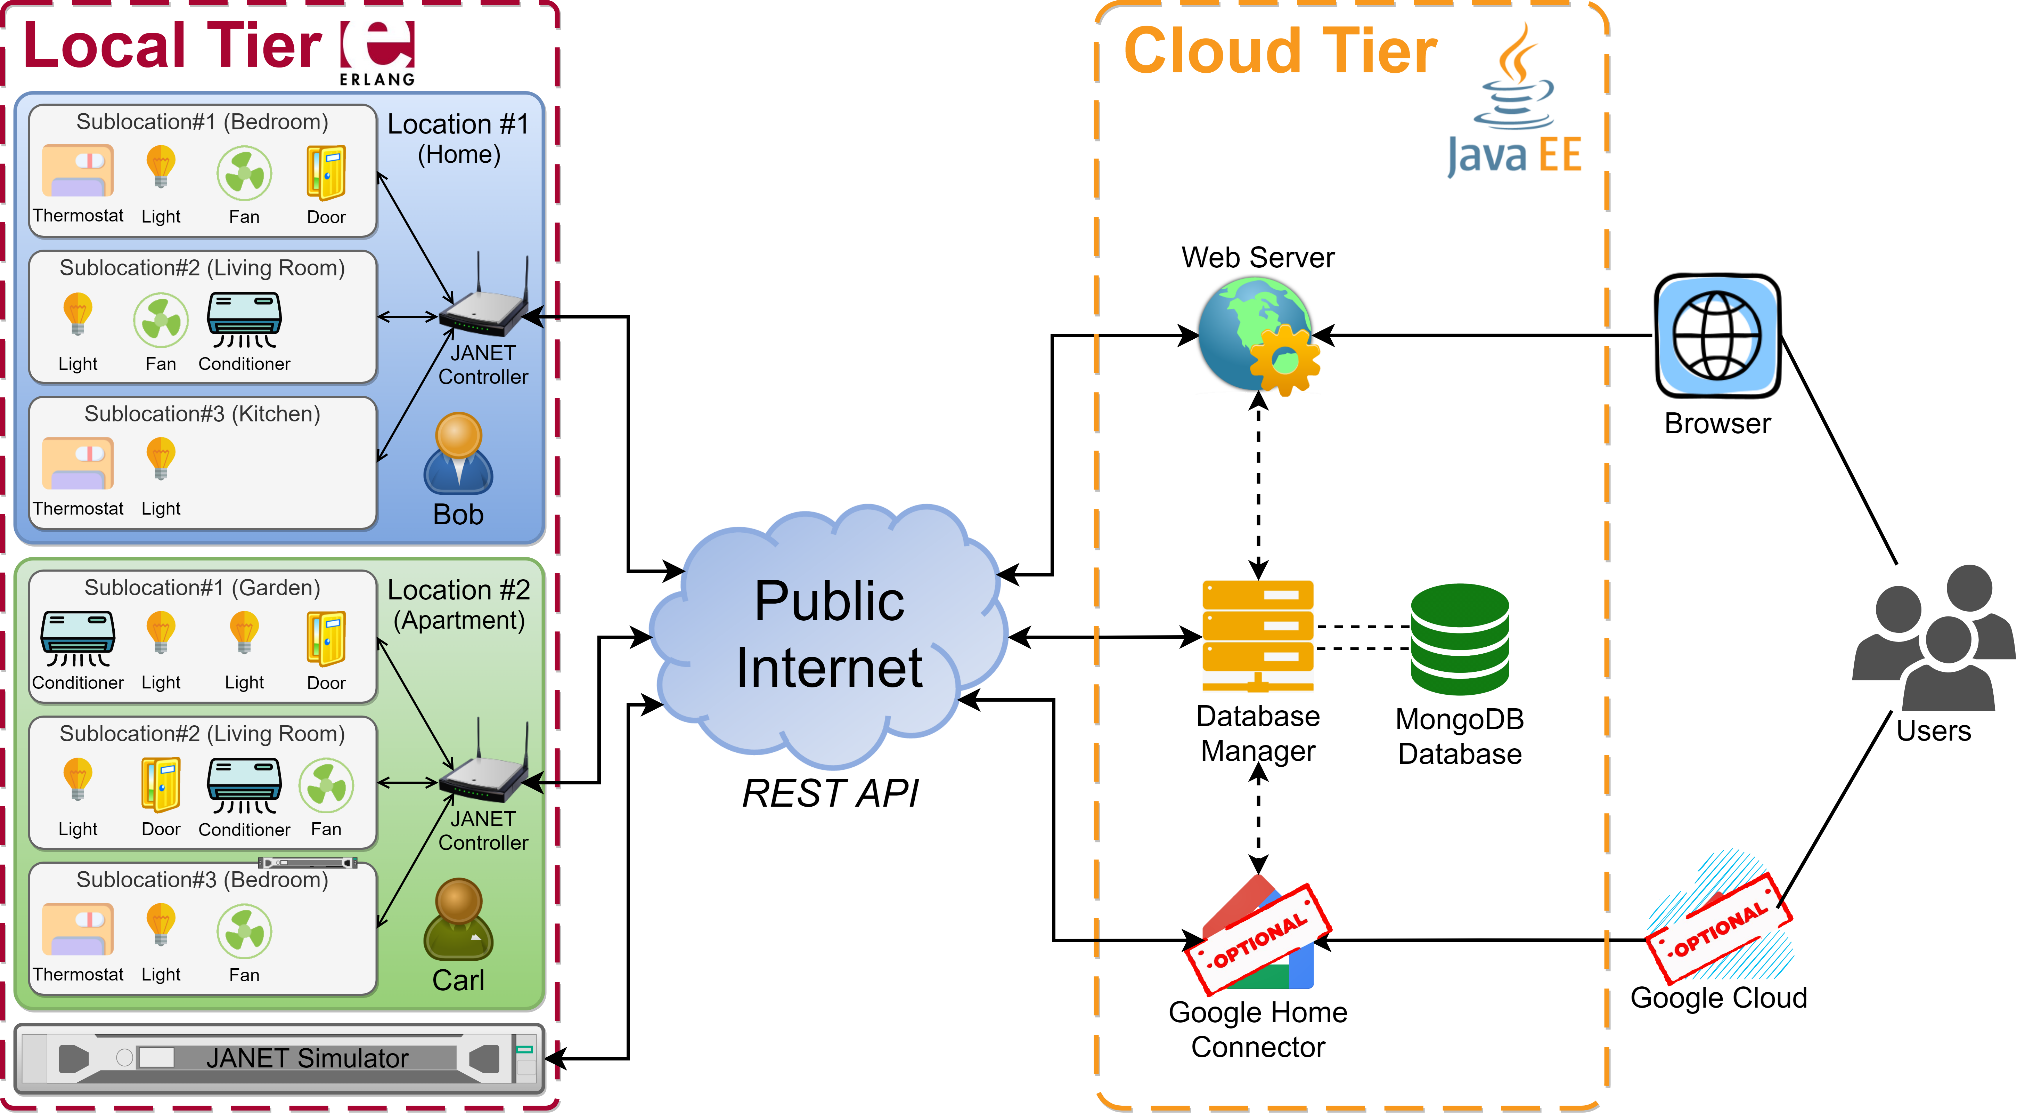 Local Tier
ERLANG
Sublocation#1 (Bedroom)
Thermostat
Light
Fan
Door
Location #1
(Home)
Sublocation#2 (Living Room)
Light
Fan
Conditioner
JANET
Controller
Sublocation#3 (Kitchen)
Thermostat
Light
Bob
Sublocation#1 (Garden)
Conditioner
Light
Light
Door
Location #2
(Apartment)
Sublocation#2 (Living Room)
Light
Door
Conditioner
Fan
JANET
Controller
Sublocation#3 (Bedroom)
Thermostat
Light
Fan
Carl
JANET Simulator
Public
Internet
REST API
Cloud Tier
Java EE
Web Server
Database
Manager
MongoDB
Database
OPTIONAL
Google Home
Connector
Browser
Users
OPTIONAL
Google Cloud